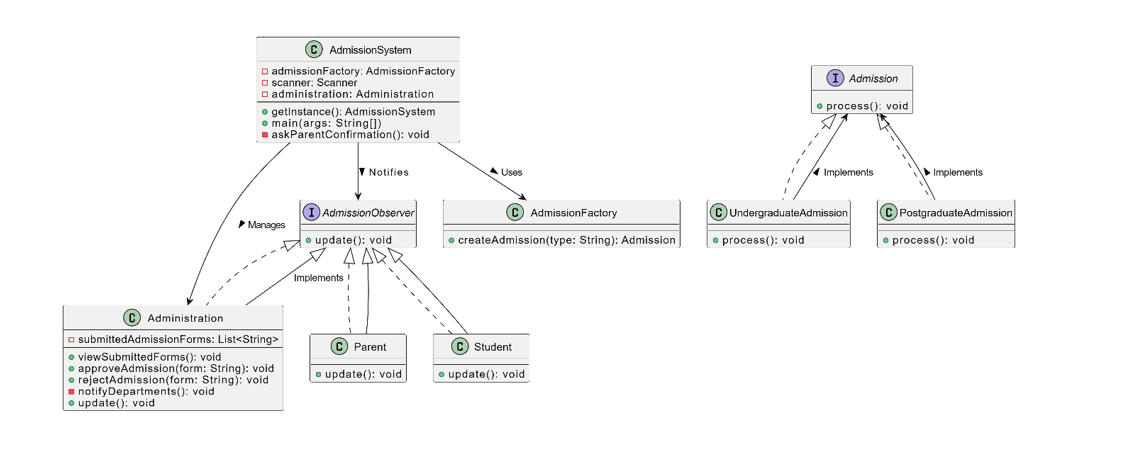 C AdmissionSystem
admissionFactory: AdmissionFactory
scanner: Scanner
administration: Administration
getInstance(): AdmissionSystem
main(args: String[])
askParentConfirmation(): void
I Admission
process(): void
Notifies
Uses
Implements
Implements
Manages
I AdmissionObserver
update(): void
C AdmissionFactory
createAdmission(type: String): Admission
C UndergraduateAdmission
process(): void
C PostgraduateAdmission
process(): void
Implements
C Administration
submittedAdmissionForms: List<String>
viewSubmittedForms(): void
approveAdmission(form: String): void
rejectAdmission(form: String): void
notifyDepartments(): void
update(): void
C Parent
update(): void
C Student
update(): void